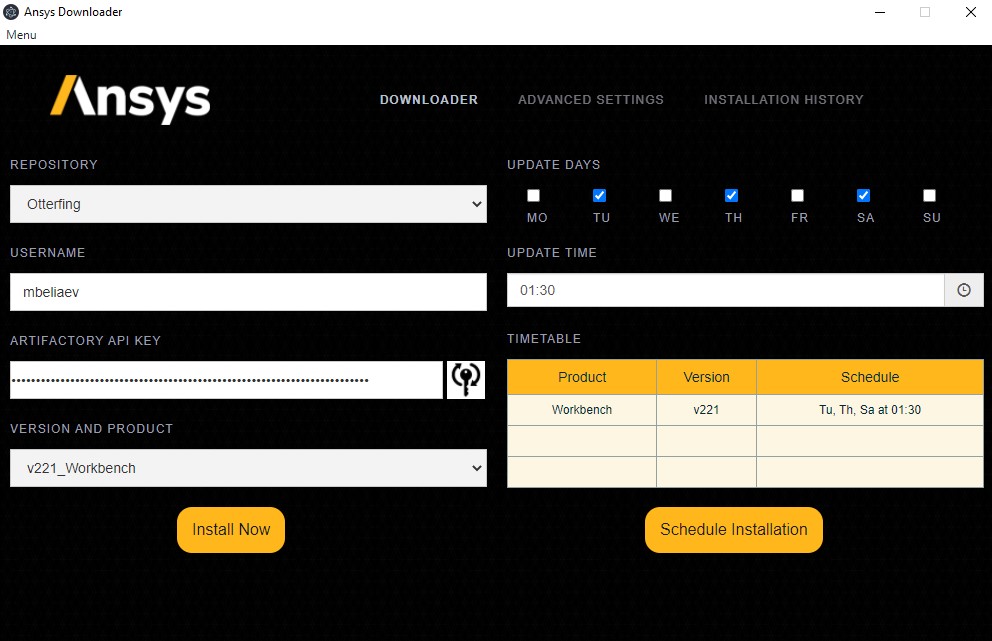 Ansys Downloader
Menu
Ansys
DOWNLOADER
ADVANCED SETTINGS
INSTALLATION HISTORY
REPOSITORY
Otterfing
USERNAME
mbeliaev
ARTIFACTORY API KEY
VERSION AND PRODUCT
v221_Workbench
Install Now
UPDATE DAYS
MO TU WE TH FR SA SU
UPDATE TIME
01:30
TIMETABLE
Product Version Schedule
Workbench v221 Tu, Th, Sa at 01:30
Schedule Installation